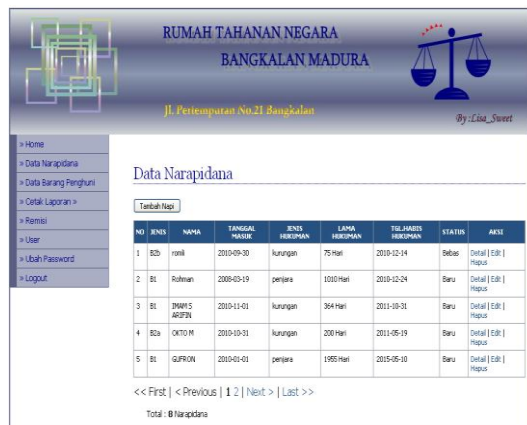 RUMAH TAHANAN NEGARA
BANGKALAN MADURA
Jl. Pertempuran No.21 Bangkalan
By :Lisa_Sweet
» Home
» Data Narapidana
» Data Barang Penghuni
» Cetak Laporan »
» Remisi
» User
» Ubah Password
» Logout
Data Narapidana
Tambah Napi
NO JENIS NAMA TANGGAL MASUK JENIS HUKUMAN LAMA HUKUMAN TGL.HABIS HUKUMAN STATUS AKSI
1 B2b romli 2010-09-30 kurungan 75 Hari 2010-12-14 Bebas Detail | Edit |
Hapus
2 B1 Rohman 2008-03-19 penjara 1010 Hari 2010-12-24 Baru Detail | Edit |
Hapus
3 B1 IMAM S ARIFIN 2010-11-01 kurungan 364 Hari 2011-10-31 Baru Detail | Edit |
Hapus
4 B2a OKTO M 2010-10-31 kurungan 200 Hari 2011-05-19 Baru Detail | Edit |
Hapus
5 B1 GUFRON 2010-01-01 penjara 1955 Hari 2015-05-10 Baru Detail | Edit |
Hapus
<< First | < Previous | 1 2 | Next > | Last >>
Total : 8 Narapidana